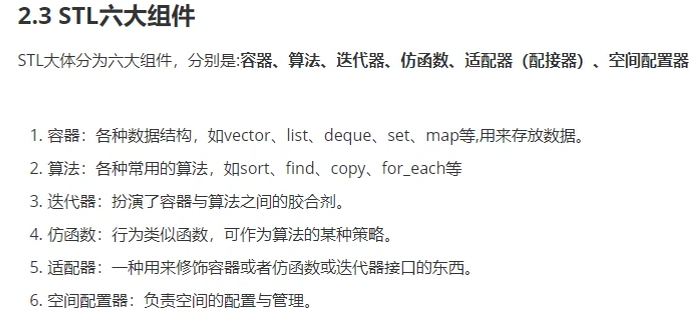 2.3 STL六大组件
STL大体分为六大组件，分别是:容器、算法、迭代器、仿函数、适配器（配接器）、空间配置器
1. 容器：各种数据结构，如vector、list、deque、set、map等,用来存放数据。
2. 算法：各种常用的算法，如sort、find、copy、for_each等
3. 迭代器：扮演了容器与算法之间的胶合剂。
4. 仿函数：行为类似函数，可作为算法的某种策略。
5. 适配器：一种用来修饰容器或者仿函数或迭代器接口的东西。
6. 空间配置器：负责空间的配置与管理。